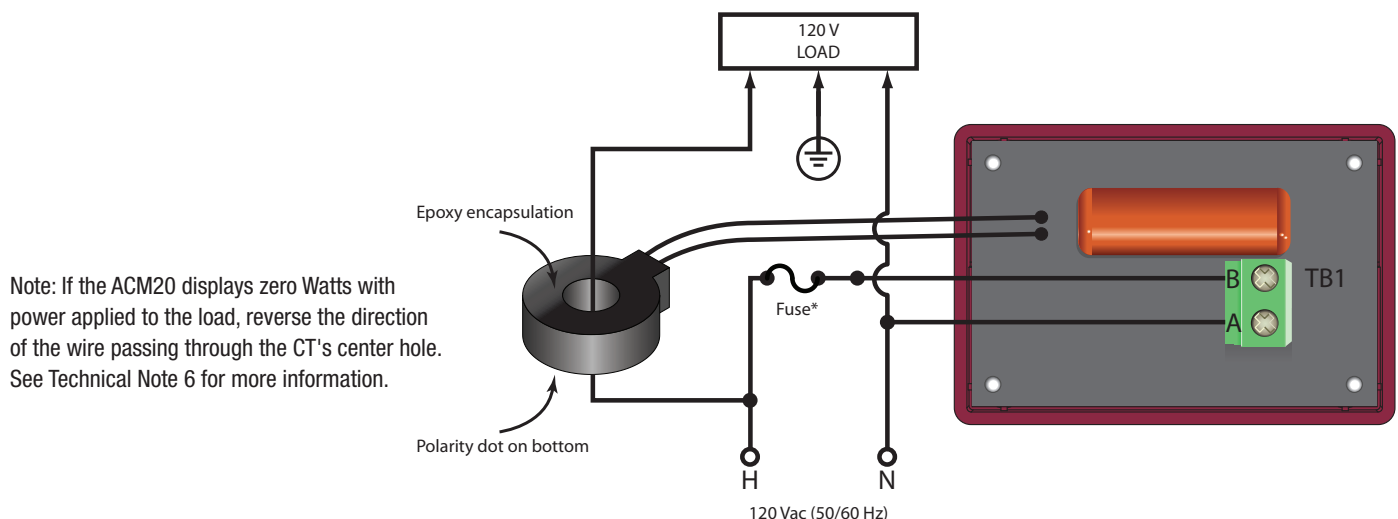 120 V
LOAD
Epoxy encapsulation
Note: If the ACM20 displays zero Watts with
power applied to the load, reverse the direction
of the wire passing through the CT's center hole.
See Technical Note 6 for more information.
Fuse*
B
TB1
A
Polarity dot on bottom
H
N
120 Vac (50/60 Hz)